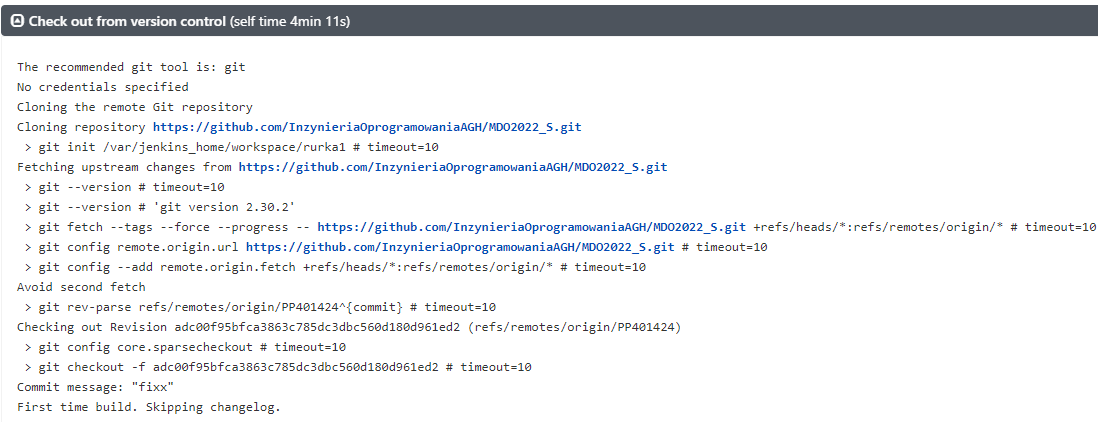 Check out from version control (self time 4min 11s)
The recommended git tool is: git
No credentials specified
Cloning the remote Git repository
Cloning repository https://github.com/InzynieriaOprogramowaniaAGH/MDO2022_S.git
> git init /var/jenkins_home/workspace/rurka1 # timeout=10
Fetching upstream changes from https://github.com/InzynieriaOprogramowaniaAGH/MDO2022_S.git
> git --version # timeout=10
> git --version # 'git version 2.30.2'
> git fetch --tags --force --progress -- https://github.com/InzynieriaOprogramowaniaAGH/MDO2022_S.git +refs/heads/*:refs/remotes/origin/* # timeout=10
> git config remote.origin.url https://github.com/InzynieriaOprogramowaniaAGH/MDO2022_S.git # timeout=10
> git config --add remote.origin.fetch +refs/heads/*:refs/remotes/origin/* # timeout=10
Avoid second fetch
> git rev-parse refs/remotes/origin/PP401424^{commit} # timeout=10
Checking out Revision adc00f95bfca3863c785dc3dbc560d180d961ed2 (refs/remotes/origin/PP401424)
> git config core.sparsecheckout # timeout=10
> git checkout -f adc00f95bfca3863c785dc3dbc560d180d961ed2 # timeout=10
Commit message: "fixx"
First time build. Skipping changelog.